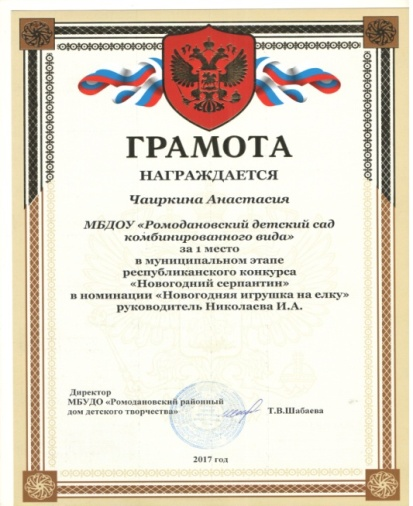 ГРАМОТА
НАГРАЖДАЕТСЯ
Чаиркина Анастасия
МБДОУ «Ромодановский детский сад
комбинированного вида»
за 1 место
в муниципальном этапе
республиканского конкурса
«Новогодний серпантин»
в номинации «Новогодняя игрушка на елку»
руководитель Николаева И.А.
Директор
МБУДО «Ромодановский районный
дом детского творчества»
Т.В.Шабаева
2017 год